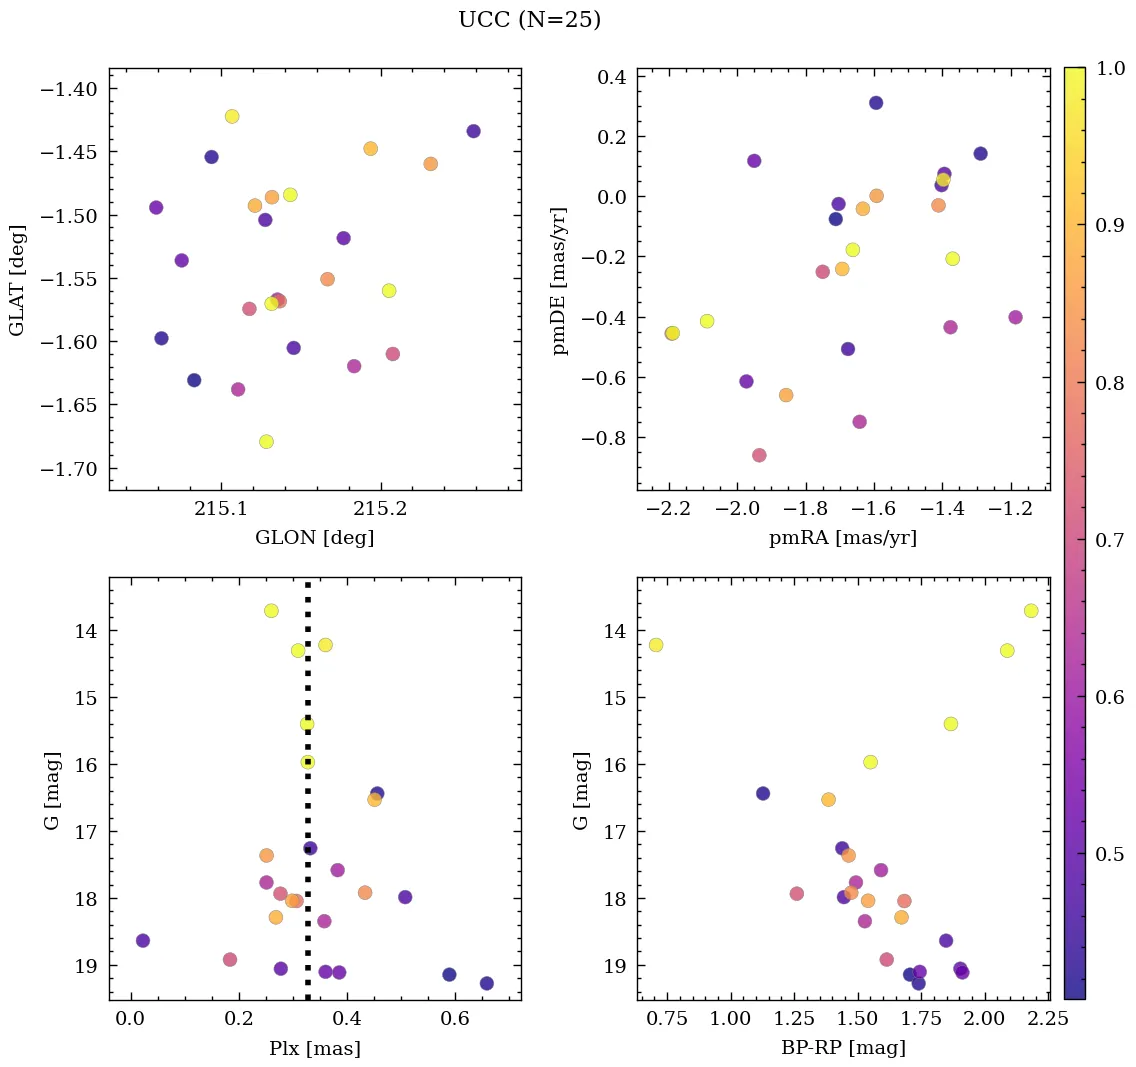 UCC (N=25)
−1.40
−1.45
−1.50
−1.55
−1.60
−1.65
−1.70
GLAT [deg]
215.1 215.2
GLON [deg]
0.4
0.2
0.0
−0.2
−0.4
−0.6
−0.8
pmDE [mas/yr]
−2.2 −2.0 −1.8 −1.6 −1.4 −1.2
pmRA [mas/yr]
14
15
16
17
18
19
G [mag]
0.0 0.2 0.4 0.6
Plx [mas]
14
15
16
17
18
19
G [mag]
0.75 1.00 1.25 1.50 1.75 2.00 2.25
BP-RP [mag]
1.0
0.9
0.8
0.7
0.6
0.5